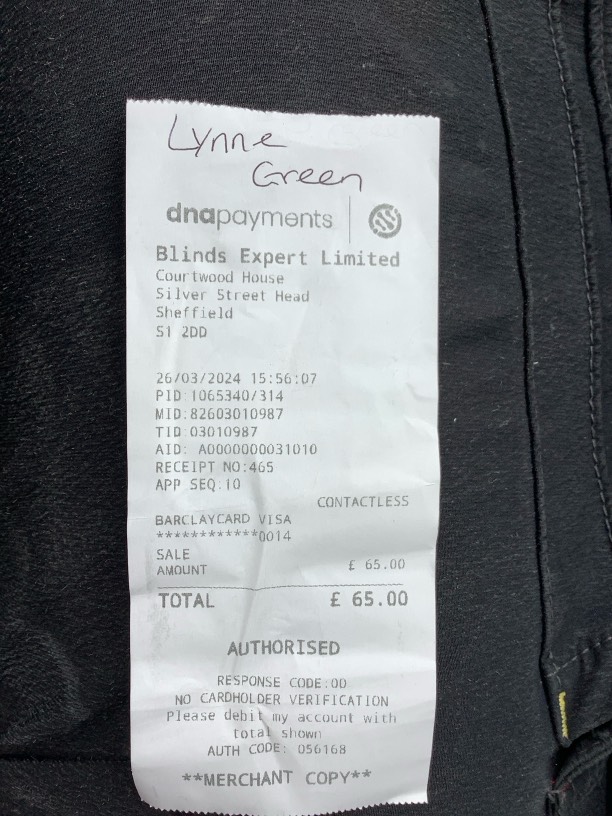 Lynne
Green
dnapayments
Blinds Expert Limited
Courtwood House
Silver Street Head
Sheffield
S1 2DD
26/03/2024 15:56:07
PID:1065340/314
MID:82603010987
TID:03010987
AID: A0000000031010
RECEIPT NO:465
APP SEQ:10
CONTACTLESS
BARCLAYCARD VISA
************0014
SALE
AMOUNT £ 65.00
TOTAL £ 65.00
AUTHORISED
RESPONSE CODE:00
NO CARDHOLDER VERIFICATION
Please debit my account with
total shown
AUTH CODE: 056168
**MERCHANT COPY**